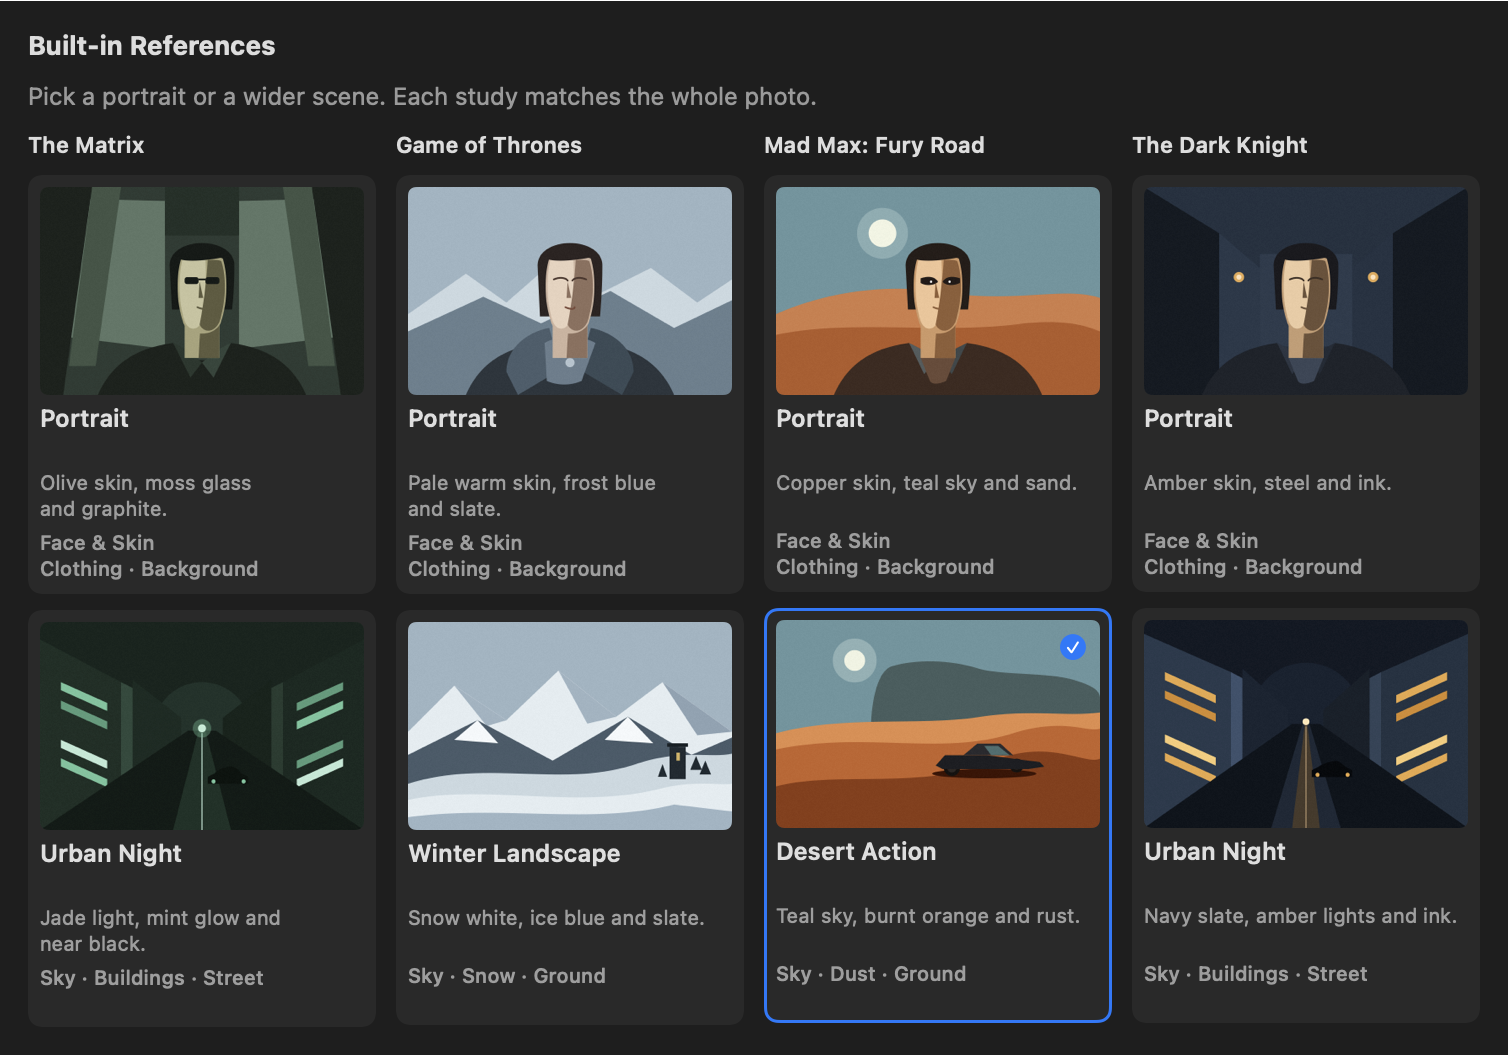 Built-in References
Pick a portrait or a wider scene. Each study matches the whole photo.
The Matrix
Game of Thrones
Mad Max: Fury Road
The Dark Knight
Portrait
Olive skin, moss glass
and graphite.
Face & Skin
Clothing · Background
Portrait
Pale warm skin, frost blue
and slate.
Face & Skin
Clothing · Background
Portrait
Copper skin, teal sky and sand.
Face & Skin
Clothing · Background
Portrait
Amber skin, steel and ink.
Face & Skin
Clothing · Background
Urban Night
Jade light, mint glow and
near black.
Sky · Buildings · Street
Winter Landscape
Snow white, ice blue and slate.
Sky · Snow · Ground
Desert Action
Teal sky, burnt orange and rust.
Sky · Dust · Ground
Urban Night
Navy slate, amber lights and ink.
Sky · Buildings · Street